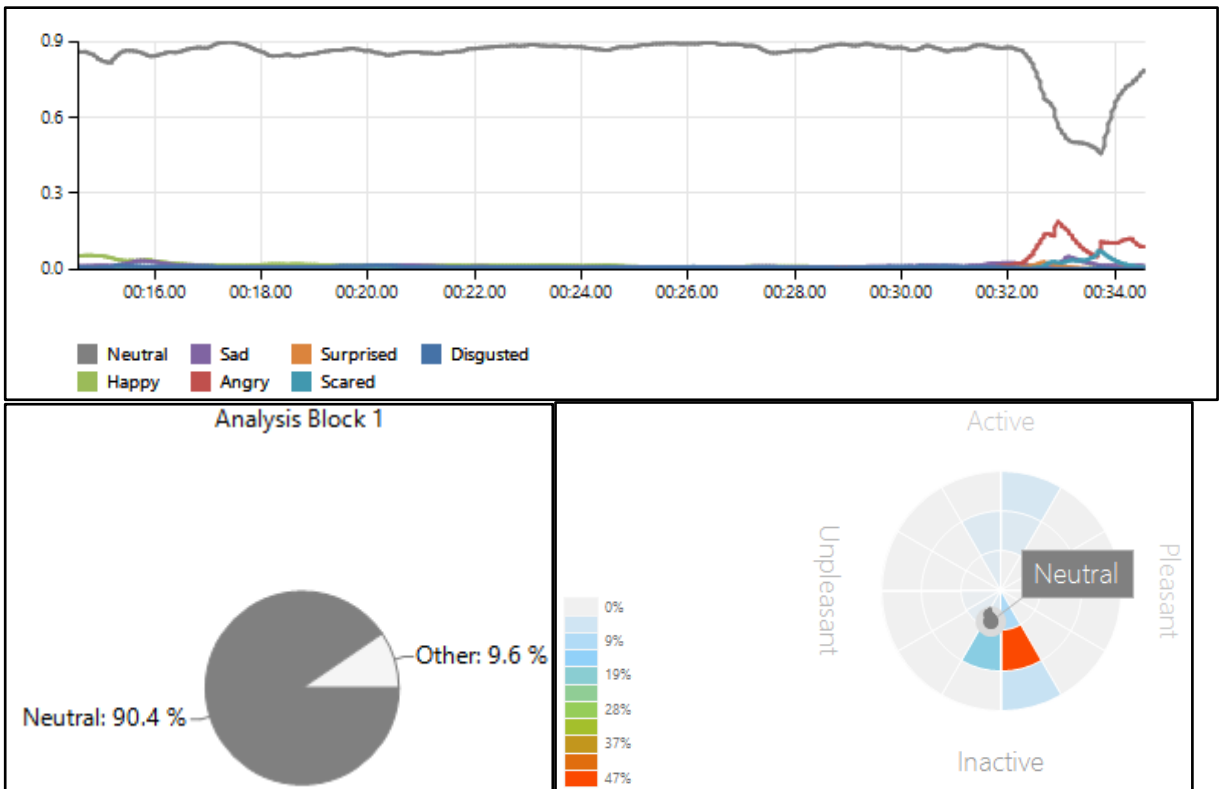 0.9
0.6
0.3
0.0
00:16.00 00:18.00 00:20.00 00:22.00 00:24.00 00:26.00 00:28.00 00:30.00 00:32.00 00:34.00
Neutral Sad Surprised Disgusted
Happy Angry Scared
Analysis Block 1
Other: 9.6 %
Neutral: 90.4 %
Active
Unpleasant
Pleasant
Neutral
Inactive
0%
9%
19%
28%
37%
47%